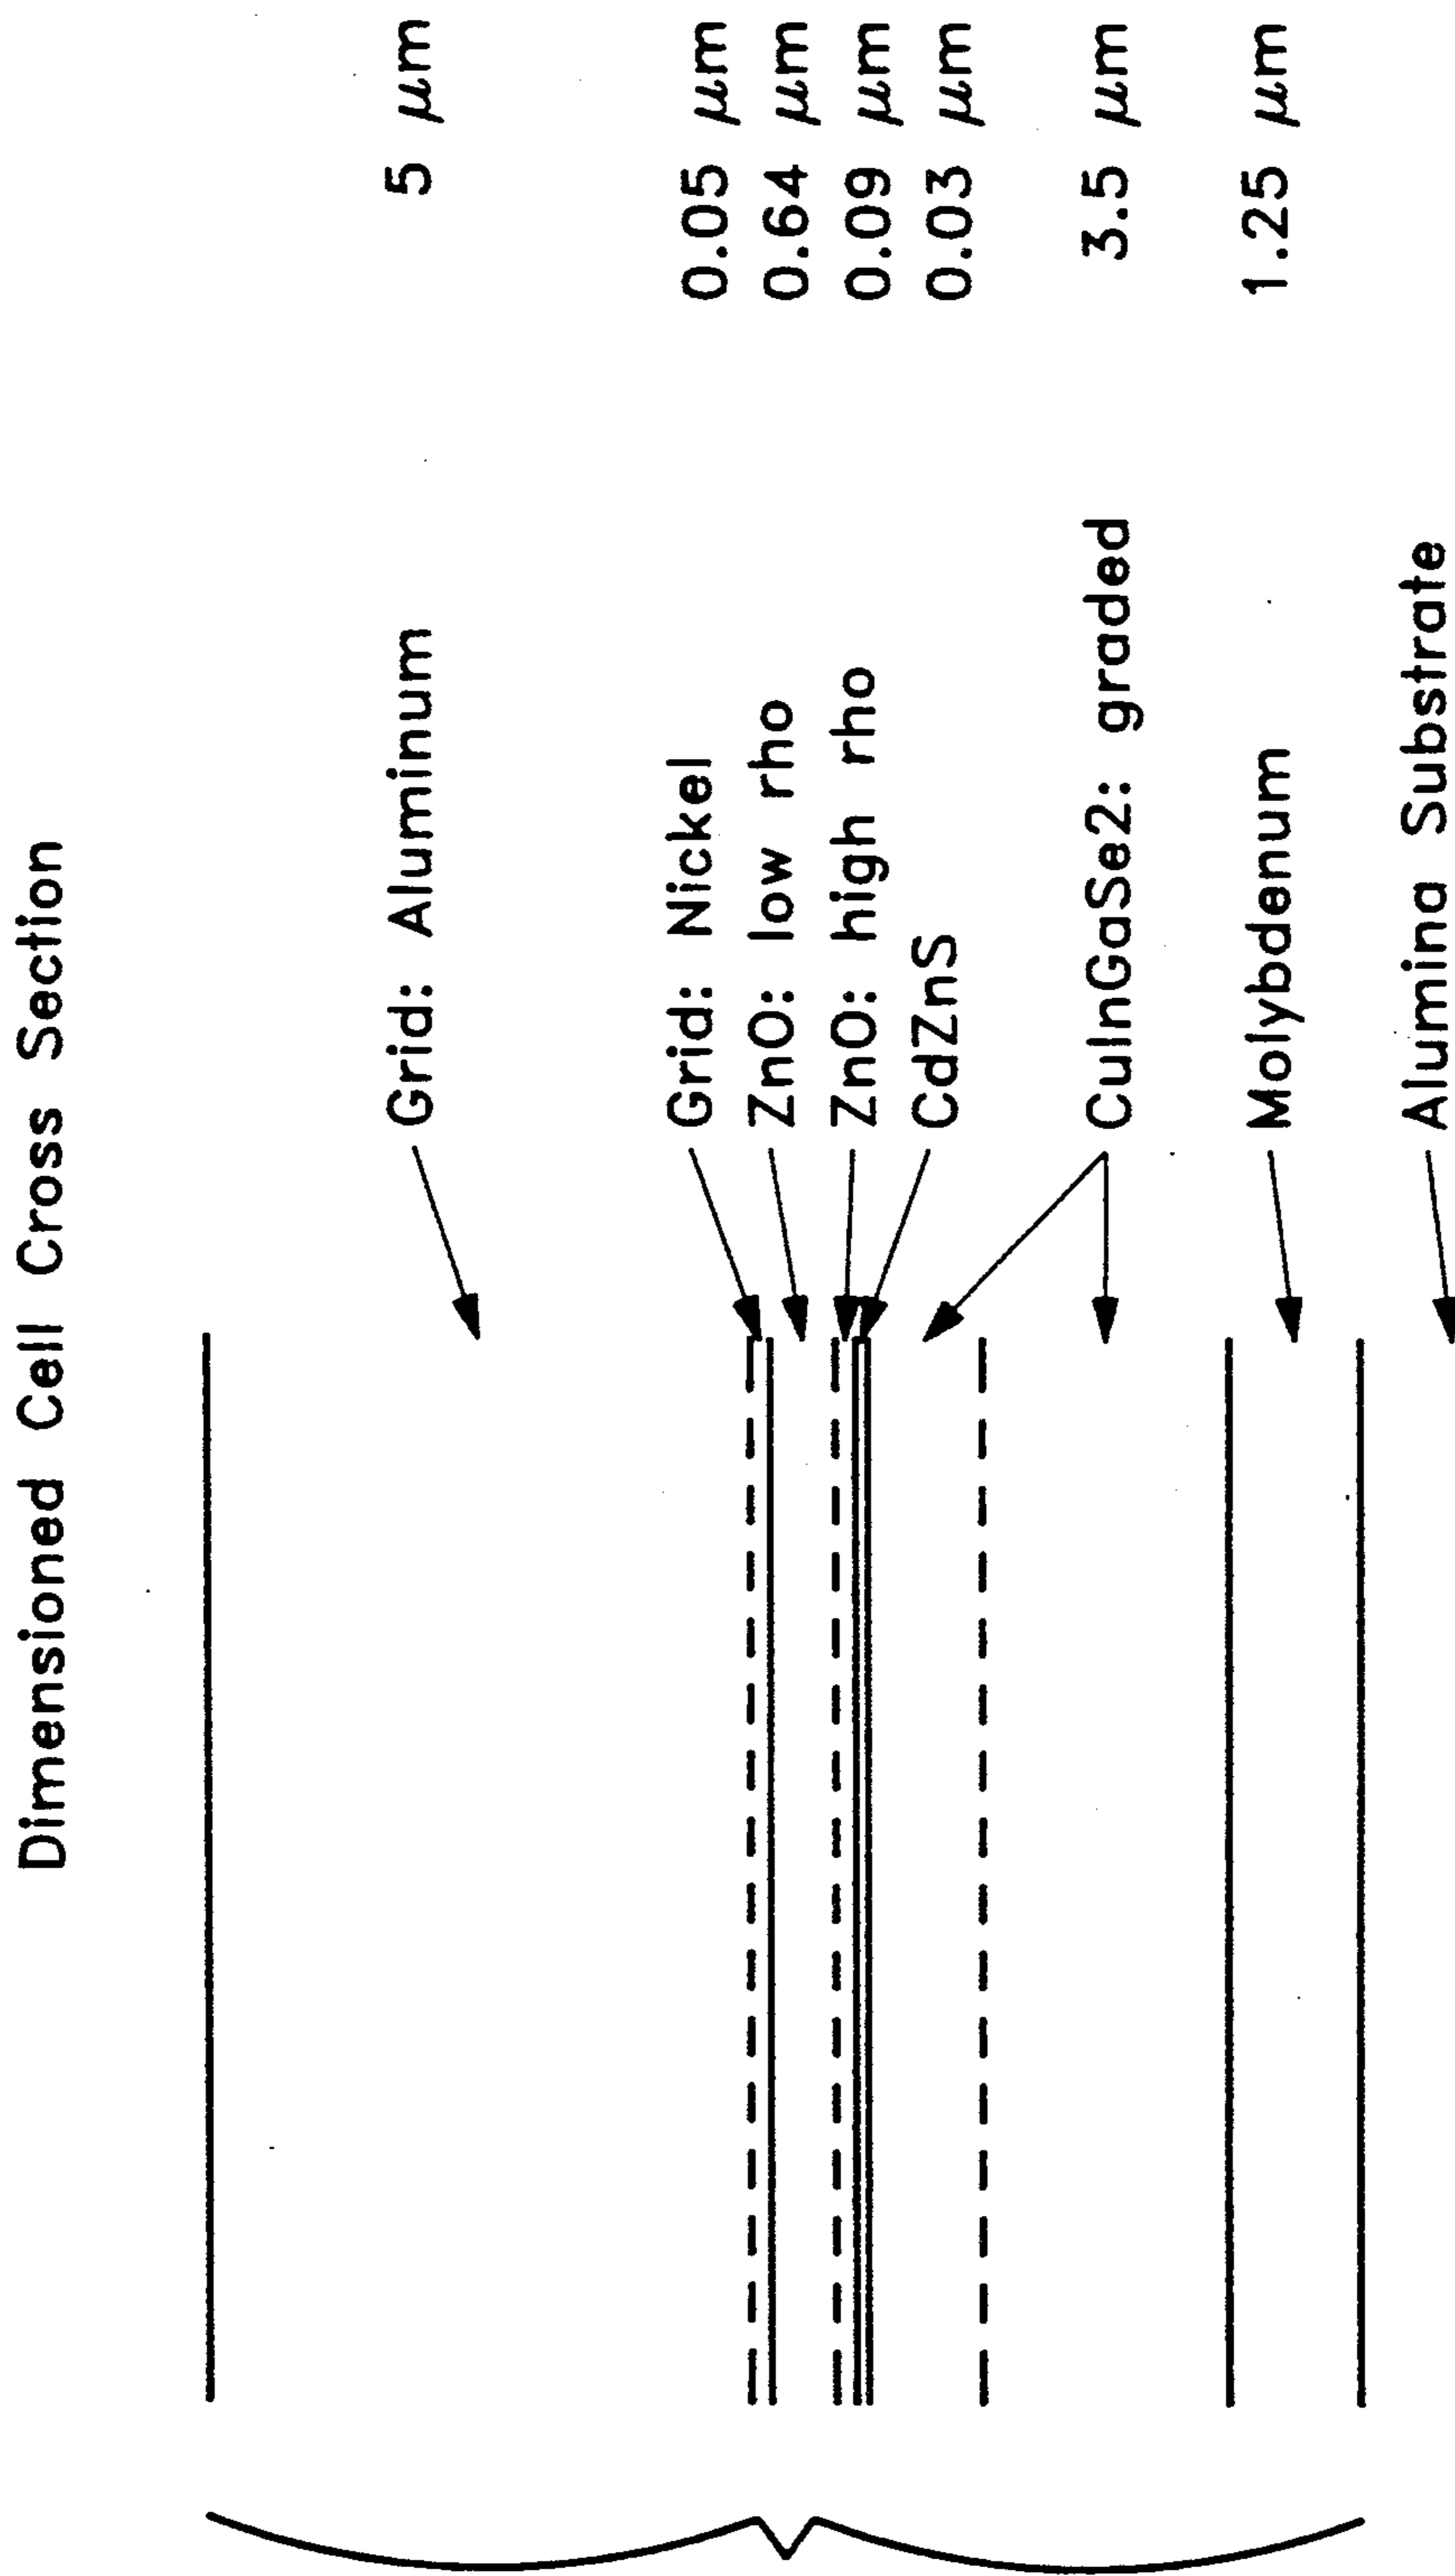 Dimensioned Cell Cross Section
Grid: Aluminum 5 μm
Grid: Nickel 0.05 μm
ZnO: low rho 0.64 μm
ZnO: high rho 0.09 μm
CdZnS 0.03 μm
CuInGaSe2: graded 3.5 μm
Molybdenum 1.25 μm
Alumina Substrate